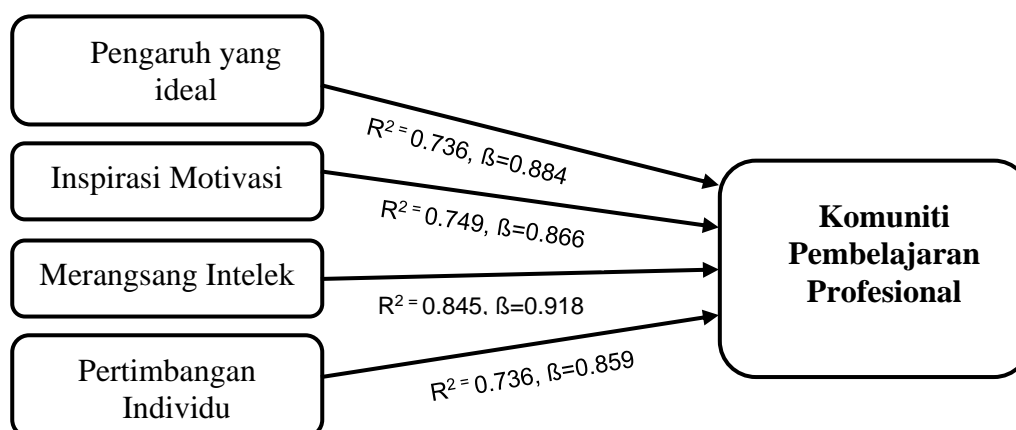 Pengaruh yang
ideal
R² = 0.736, ß=0.884
Inspirasi Motivasi
R² = 0.749, ß=0.866
Merangsang Intelek
R² = 0.845, ß=0.918
Pertimbangan
Individu
R² = 0.736, ß=0.859
Komuniti
Pembelajaran
Profesional